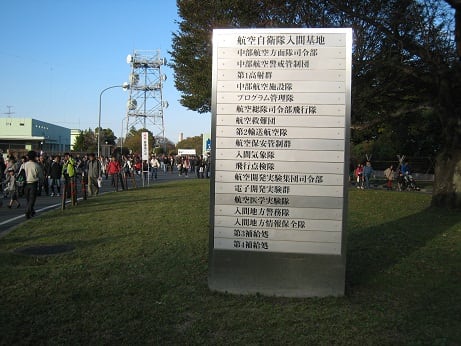 航空自衛隊入間基地
中部航空方面隊司令部
中部航空警戒管制団
第1高射群
中部航空施設隊
プログラム管理隊
航空総隊司令部飛行隊
航空救難団
第2輸送航空隊
航空保安管制群
入間気象隊
飛行点検隊
航空開発実験集団司令部
電子開発実験群
航空医学実験隊
入間地方警務隊
入間地方情報保全隊
第3補給処
第4補給処